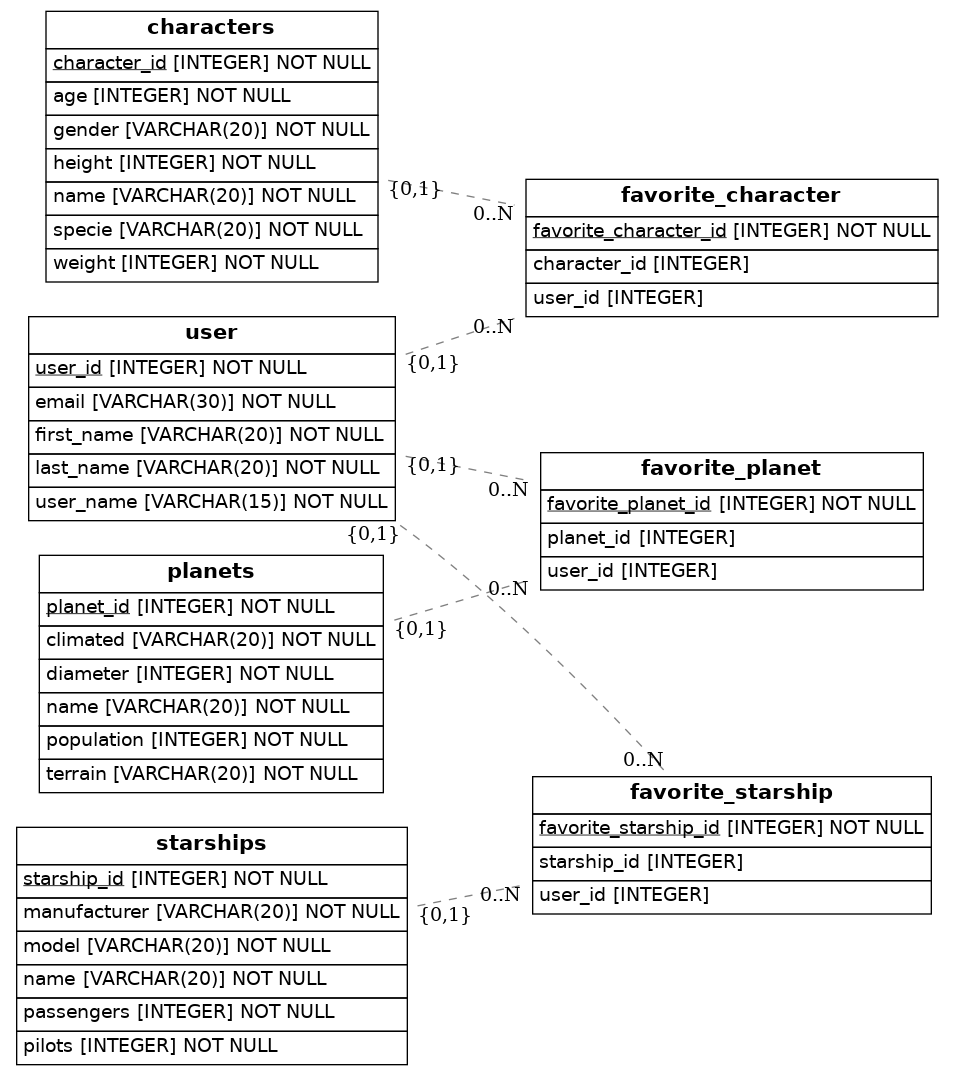 characters
character_id [INTEGER] NOT NULL
age [INTEGER] NOT NULL
gender [VARCHAR(20)] NOT NULL
height [INTEGER] NOT NULL
name [VARCHAR(20)] NOT NULL
specie [VARCHAR(20)] NOT NULL
weight [INTEGER] NOT NULL
{0,1}
0..N
favorite_character
favorite_character_id [INTEGER] NOT NULL
character_id [INTEGER]
user_id [INTEGER]
user
user_id [INTEGER] NOT NULL
email [VARCHAR(30)] NOT NULL
first_name [VARCHAR(20)] NOT NULL
last_name [VARCHAR(20)] NOT NULL
user_name [VARCHAR(15)] NOT NULL
0..N
{0,1}
{0,1}
0..N
{0,1}
favorite_planet
favorite_planet_id [INTEGER] NOT NULL
planet_id [INTEGER]
user_id [INTEGER]
planets
planet_id [INTEGER] NOT NULL
climated [VARCHAR(20)] NOT NULL
diameter [INTEGER] NOT NULL
name [VARCHAR(20)] NOT NULL
population [INTEGER] NOT NULL
terrain [VARCHAR(20)] NOT NULL
0..N
{0,1}
0..N
favorite_starship
favorite_starship_id [INTEGER] NOT NULL
starship_id [INTEGER]
user_id [INTEGER]
starships
starship_id [INTEGER] NOT NULL
manufacturer [VARCHAR(20)] NOT NULL
model [VARCHAR(20)] NOT NULL
name [VARCHAR(20)] NOT NULL
passengers [INTEGER] NOT NULL
pilots [INTEGER] NOT NULL
0..N
{0,1}